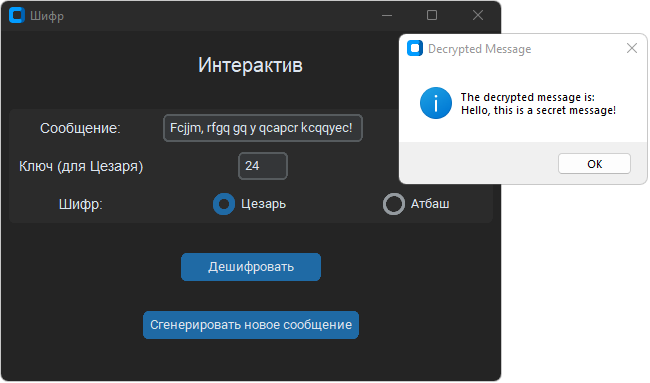 Шифр
Интерактив
Сообщение:
Fcjjm, rfgq gq y qcapcr kcqqyec!
Ключ (для Цезаря)
24
Шифр:
Цезарь
Атбаш
Дешифровать
Сгенерировать новое сообщение
Decrypted Message
The decrypted message is:
Hello, this is a secret message!
OK